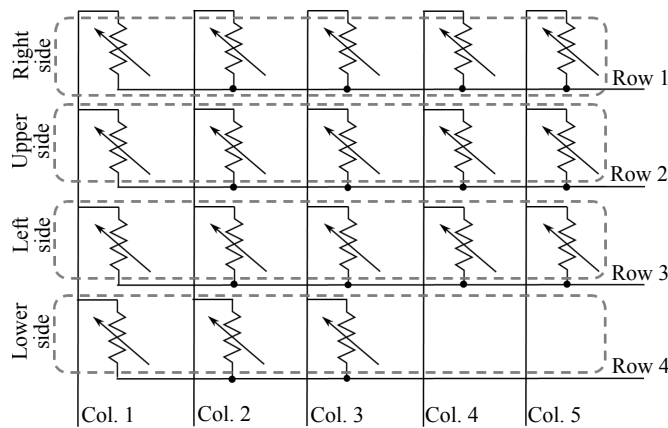 Right
side
Row 1
Upper
side
Row 2
Left
side
Row 3
Lower
side
Row 4
Col. 1
Col. 2
Col. 3
Col. 4
Col. 5